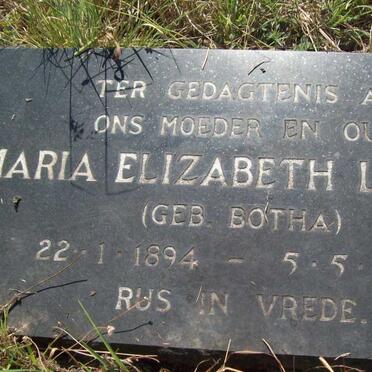 TER GEDAGTENIS A
ONS MOEDER EN OU
MARIA ELIZABETH L
(GEB. BOTHA)
22·1·1894 – 5·5·
RUS IN VREDE.